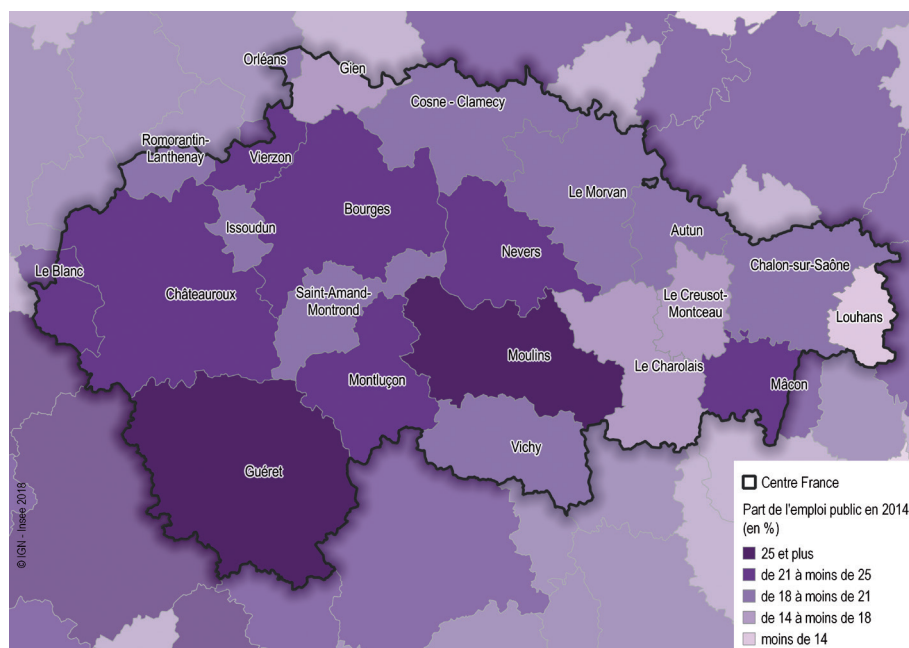 Orléans
Gien
Cosne - Clamecy
Romorantin-
Lanthenay
Vierzon
Le Morvan
Bourges
Issoudun
Autun
Nevers
Chalon-sur-Saône
Le Blanc
Châteauroux
Saint-Amand-
Montrond
Le Creusot-
Montceau
Louhans
Moulins
Le Charolais
Montluçon
Mâcon
Vichy
Guéret
© IGN - Insee 2018
Centre France
Part de l'emploi public en 2014
(en %)
25 et plus
de 21 à moins de 25
de 18 à moins de 21
de 14 à moins de 18
moins de 14